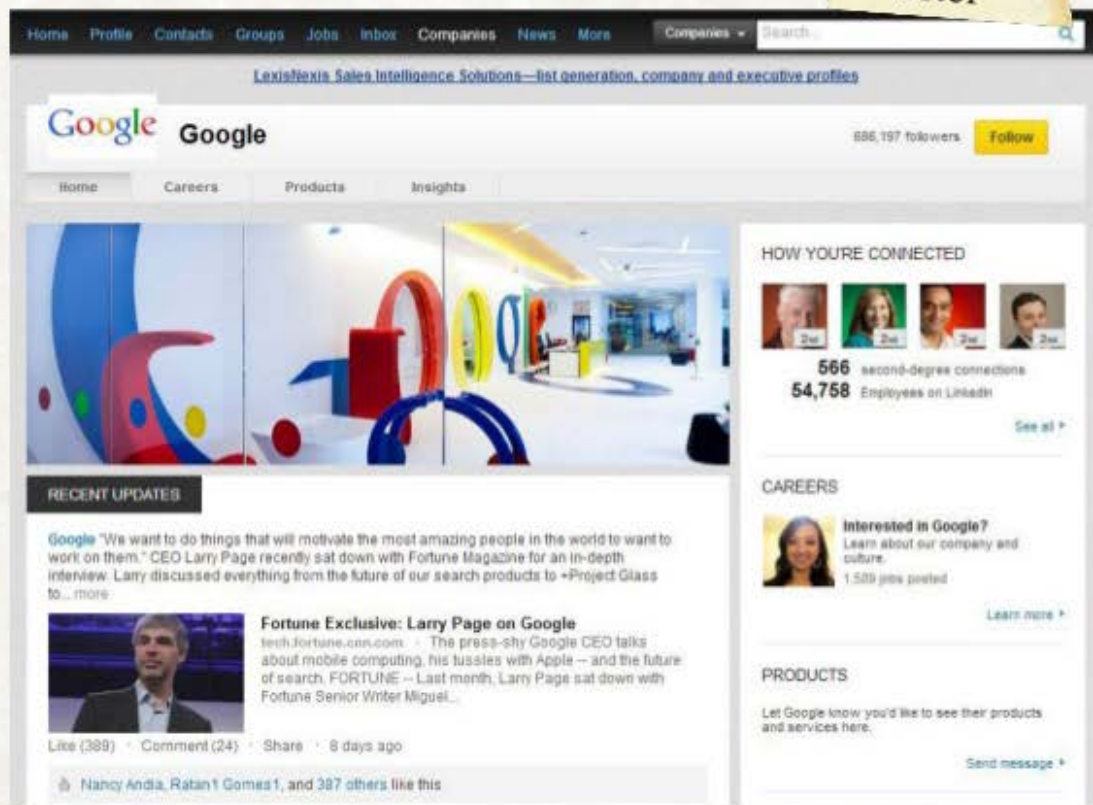 Home Profile Contacts Groups Jobs Inbox Companies News More Companies Search...
LexisNexis Sales Intelligence Solutions—list generation, company and executive profiles
Google Google 686,197 followers Follow
Home Careers Products Insights
HOW YOU'RE CONNECTED
2nd 2nd 2nd 2nd
566 second-degree connections
54,758 Employees on LinkedIn
See all
RECENT UPDATES
Google "We want to do things that will motivate the most amazing people in the world to want to
work on them." CEO Larry Page recently sat down with Fortune Magazine for an in-depth
interview. Larry discussed everything from the future of our search products to +Project Glass
to... more
Fortune Exclusive: Larry Page on Google
tech.fortune.cnn.com · The press-shy Google CEO talks
about mobile computing, his tussles with Apple -- and the future
of search. FORTUNE -- Last month, Larry Page sat down with
Fortune Senior Writer Miguel...
Like (389) · Comment (24) · Share · 8 days ago
Nancy Andia, Ratan1 Gomes1, and 387 others like this
CAREERS
Interested in Google?
Learn about our company and
culture.
1,509 jobs posted
Learn more
PRODUCTS
Let Google know you'd like to see their products
and services here.
Send message